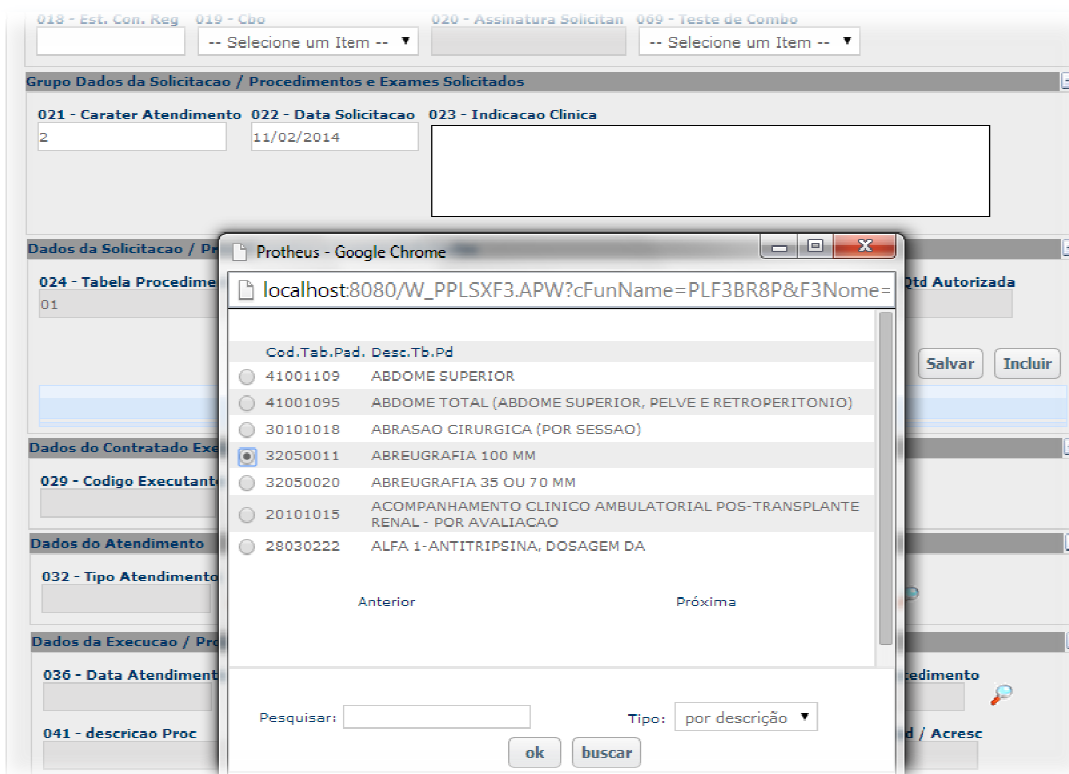 018 - Est. Con. Reg 019 - Cbo 020 - Assinatura Solicitan 069 - Teste de Combo
-- Selecione um Item -- -- Selecione um Item --
Grupo Dados da Solicitacao / Procedimentos e Exames Solicitados
021 - Carater Atendimento 022 - Data Solicitacao 023 - Indicacao Clinica
2 11/02/2014
Dados da Solicitacao / Pr
Protheus - Google Chrome
024 - Tabela Procedime
localhost:8080/W_PPLSXF3.APW?cFunName=PLF3BR8P&F3Nome=
Qtd Autorizada
01
Cod.Tab.Pad. Desc.Tb.Pd
Salvar Incluir
41001109 ABDOME SUPERIOR
41001095 ABDOME TOTAL (ABDOME SUPERIOR, PELVE E RETROPERITONIO)
30101018 ABRASAO CIRURGICA (POR SESSAO)
Dados do Contratado Exe
32050011 ABREUGRAFIA 100 MM
029 - Codigo Executant
32050020 ABREUGRAFIA 35 OU 70 MM
20101015 ACOMPANHAMENTO CLINICO AMBULATORIAL POS-TRANSPLANTE
RENAL - POR AVALIACAO
Dados do Atendimento
28030222 ALFA 1-ANTITRIPSINA, DOSAGEM DA
032 - Tipo Atendimento
Anterior Próxima
Dados da Execucao / Pro
036 - Data Atendiment
cedimento
Pesquisar: Tipo: por descrição
041 - descricao Proc
d / Acresc
ok buscar